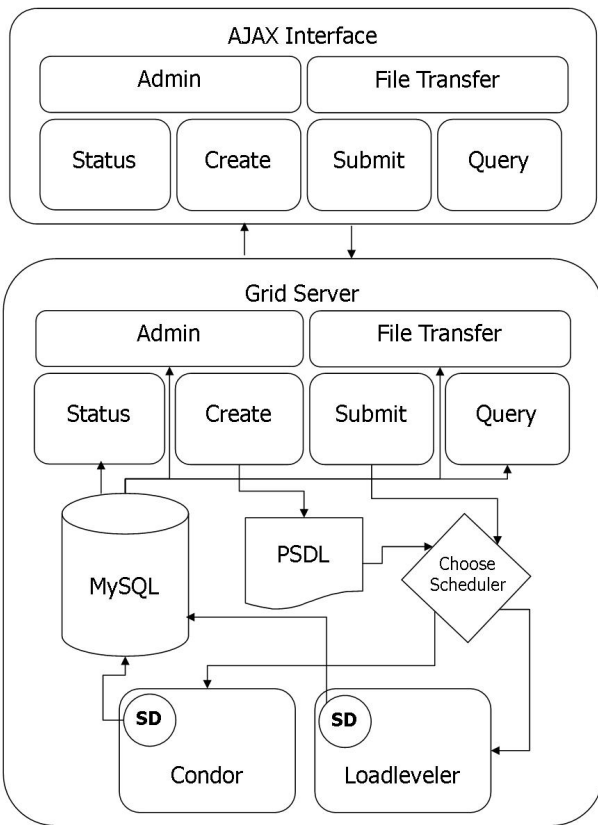 AJAX Interface
Admin
File Transfer
Status
Create
Submit
Query
Grid Server
Admin
File Transfer
Status
Create
Submit
Query
MySQL
PSDL
Choose
Scheduler
SD
Condor
SD
Loadleveler